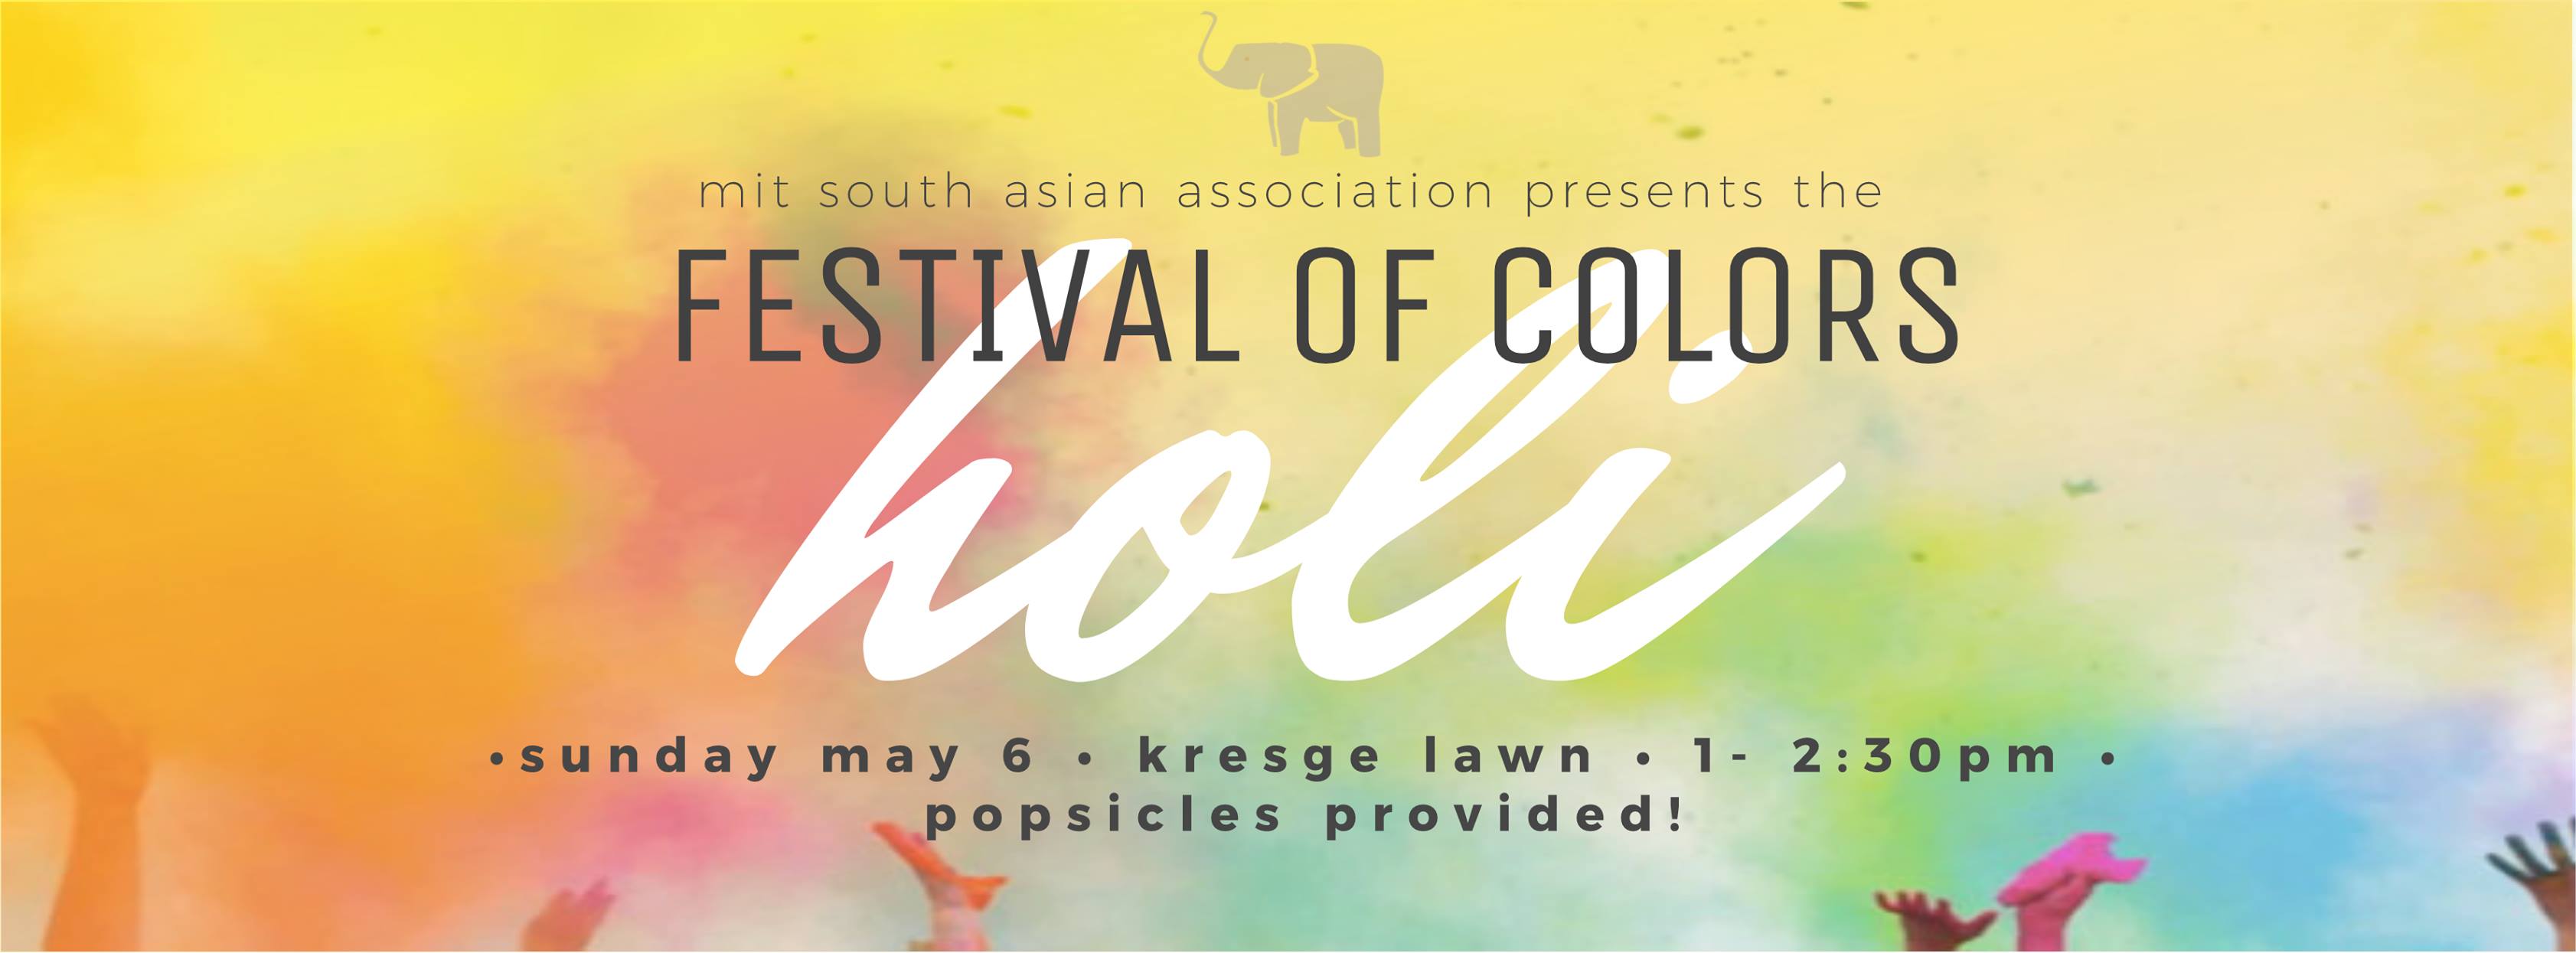 mit south asian association presents the
FESTIVAL OF COLORS
holi
•sunday may 6 • kresge lawn • 1- 2:30pm •
popsicles provided!